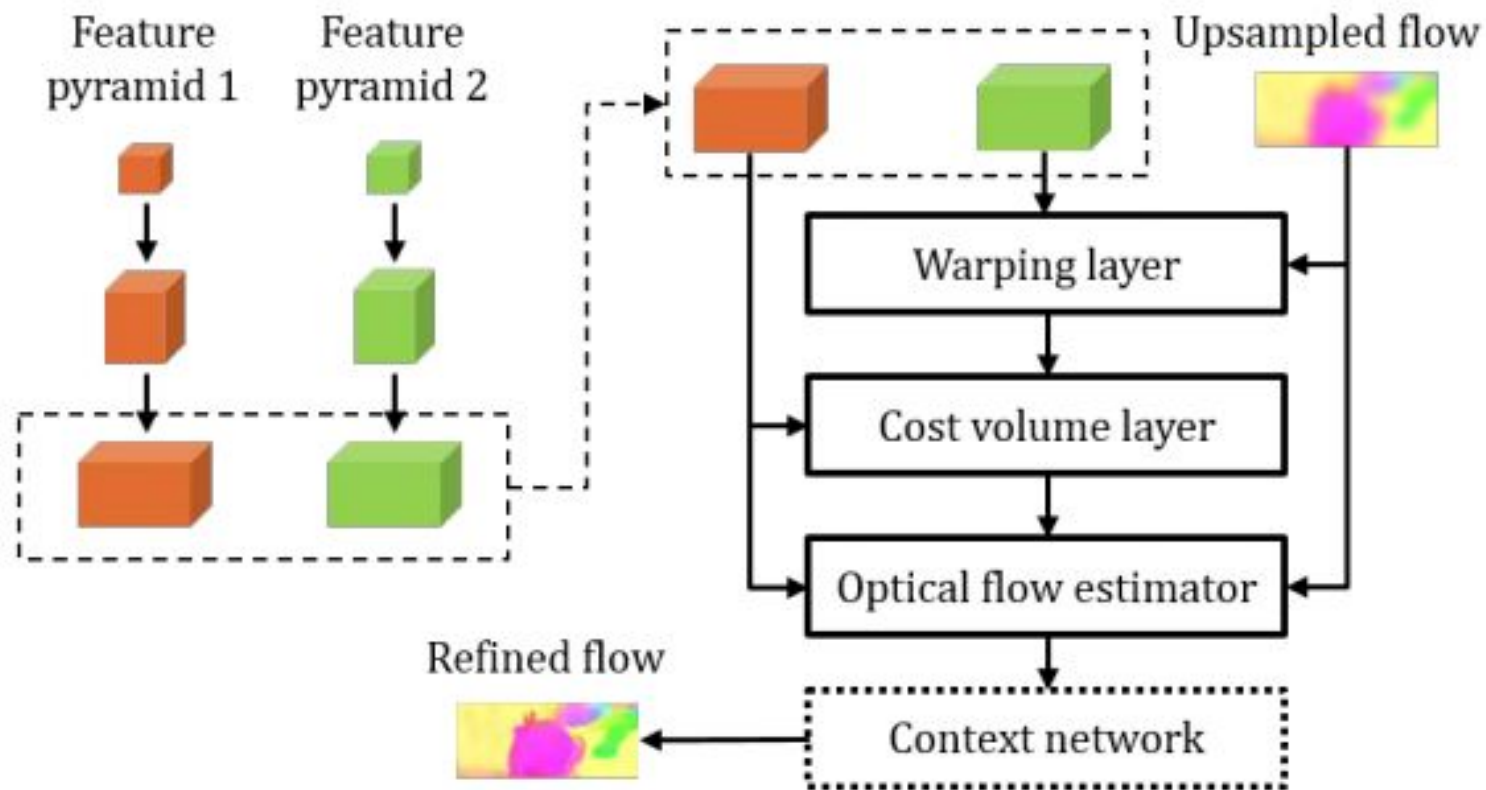 Feature
pyramid 1
Feature
pyramid 2
Upsampled flow
Warping layer
Cost volume layer
Optical flow estimator
Refined flow
Context network